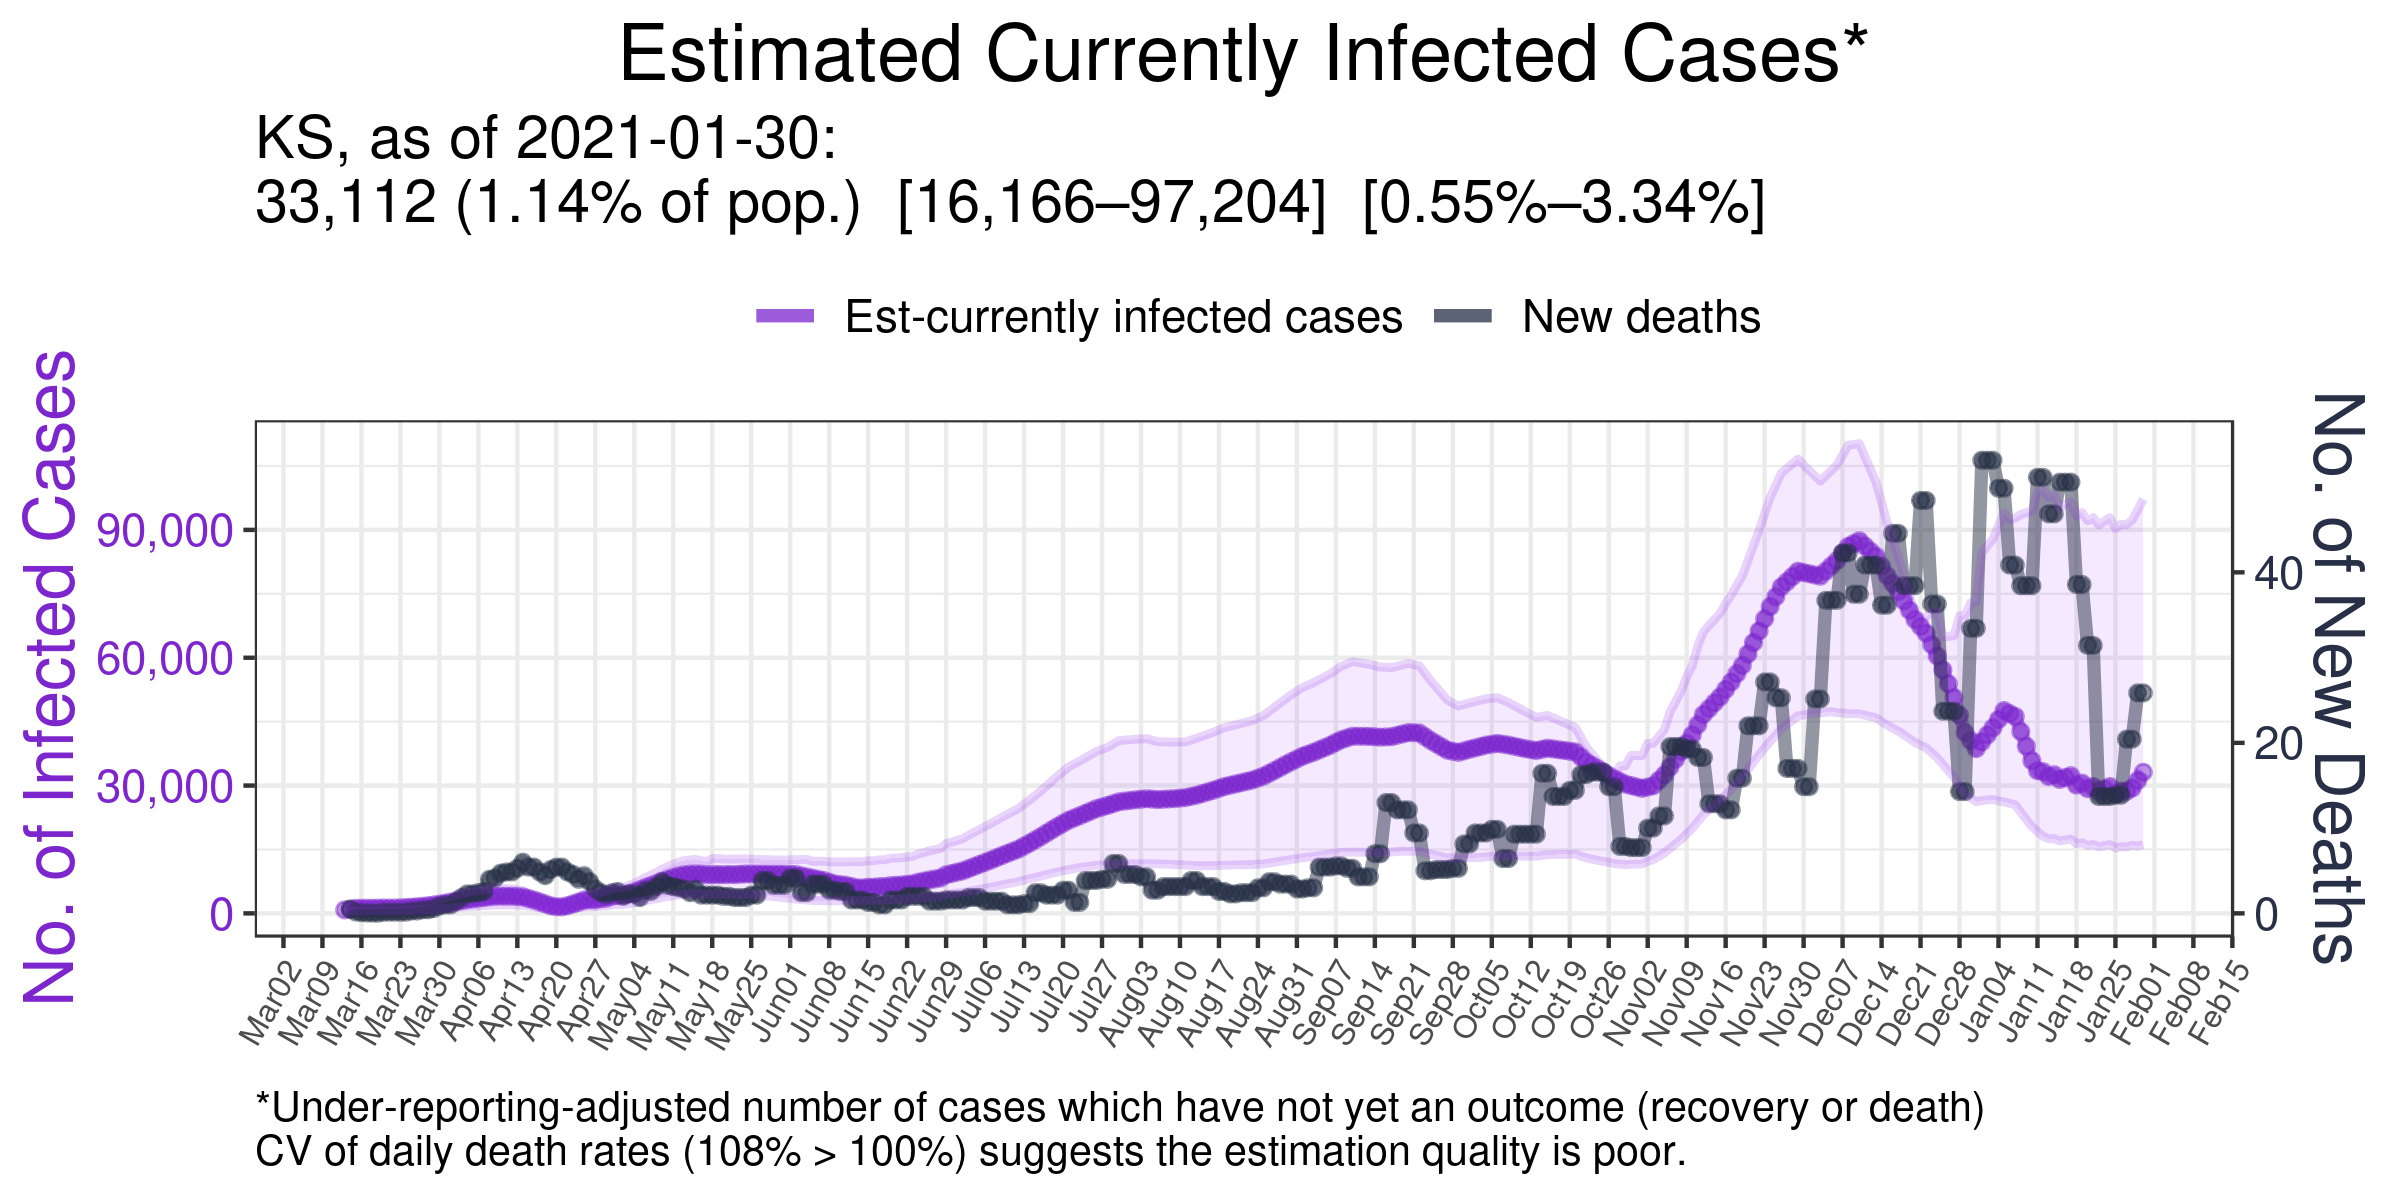 Estimated Currently Infected Cases*
KS, as of 2021-01-30:
33,112 (1.14% of pop.) [16,166–97,204] [0.55%–3.34%]
Est-currently infected cases New deaths
No. of Infected Cases
90,000
60,000
30,000
0
40
20
0
No. of New Deaths
Mar02 Mar09 Mar16 Mar23 Mar30 Apr06 Apr13 Apr20 Apr27 May04 May11 May18 May25 Jun01 Jun08 Jun15 Jun22 Jun29 Jul06 Jul13 Jul20 Jul27 Aug03 Aug10 Aug17 Aug24 Aug31 Sep07 Sep14 Sep21 Sep28 Oct05 Oct12 Oct19 Oct26 Nov02 Nov09 Nov16 Nov23 Nov30 Dec07 Dec14 Dec21 Dec28 Jan04 Jan11 Jan18 Jan25 Feb01 Feb08 Feb15
*Under-reporting-adjusted number of cases which have not yet an outcome (recovery or death)
CV of daily death rates (108% > 100%) suggests the estimation quality is poor.